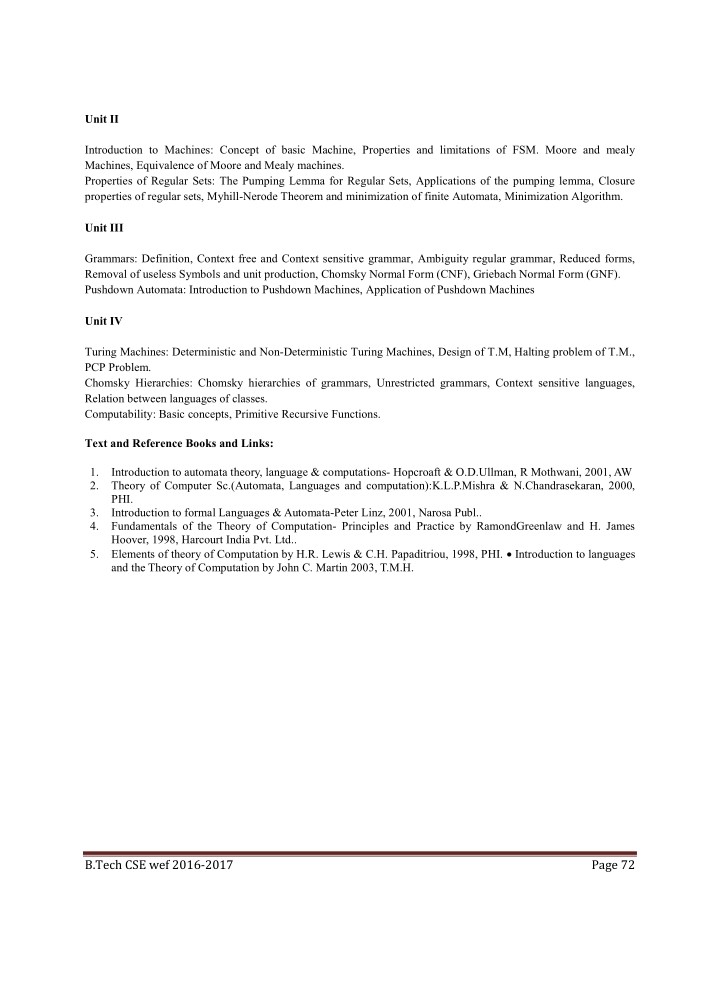 Unit II
Introduction to Machines: Concept of basic Machine, Properties and limitations of FSM. Moore and mealy
Machines, Equivalence of Moore and Mealy machines.
Properties of Regular Sets: The Pumping Lemma for Regular Sets, Applications of the pumping lemma, Closure
properties of regular sets, Myhill-Nerode Theorem and minimization of finite Automata, Minimization Algorithm.
Unit III
Grammars: Definition, Context free and Context sensitive grammar, Ambiguity regular grammar, Reduced forms,
Removal of useless Symbols and unit production, Chomsky Normal Form (CNF), Griebach Normal Form (GNF).
Pushdown Automata: Introduction to Pushdown Machines, Application of Pushdown Machines
Unit IV
Turing Machines: Deterministic and Non-Deterministic Turing Machines, Design of T.M, Halting problem of T.M.,
PCP Problem.
Chomsky Hierarchies: Chomsky hierarchies of grammars, Unrestricted grammars, Context sensitive languages,
Relation between languages of classes.
Computability: Basic concepts, Primitive Recursive Functions.
Text and Reference Books and Links:
1. Introduction to automata theory, language & computations- Hopcroaft & O.D.Ullman, R Mothwani, 2001, AW
2. Theory of Computer Sc.(Automata, Languages and computation):K.L.P.Mishra & N.Chandrasekaran, 2000,
PHI.
3. Introduction to formal Languages & Automata-Peter Linz, 2001, Narosa Publ..
4. Fundamentals of the Theory of Computation- Principles and Practice by RamondGreenlaw and H. James
Hoover, 1998, Harcourt India Pvt. Ltd..
5. Elements of theory of Computation by H.R. Lewis & C.H. Papaditriou, 1998, PHI. • Introduction to languages
and the Theory of Computation by John C. Martin 2003, T.M.H.
B.Tech CSE wef 2016-2017 Page 72